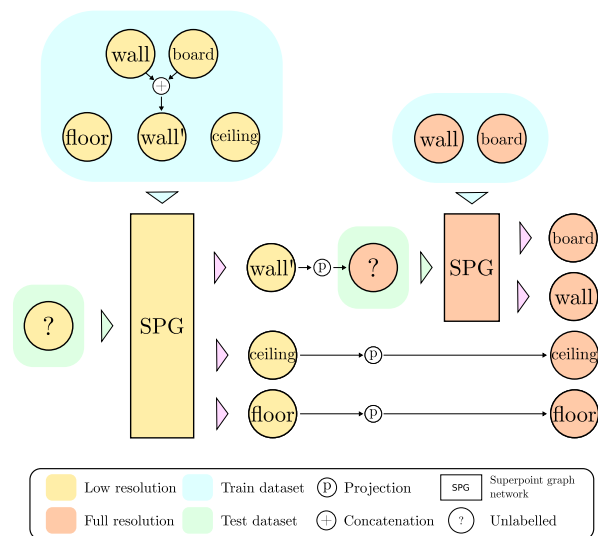 wall board
+
floor wall' ceiling
wall board
SPG
wall' p ?
SPG
board
wall
?
ceiling p ceiling
floor p floor
Low resolution Train dataset p Projection SPG Superpoint graph network
Full resolution Test dataset + Concatenation ? Unlabelled